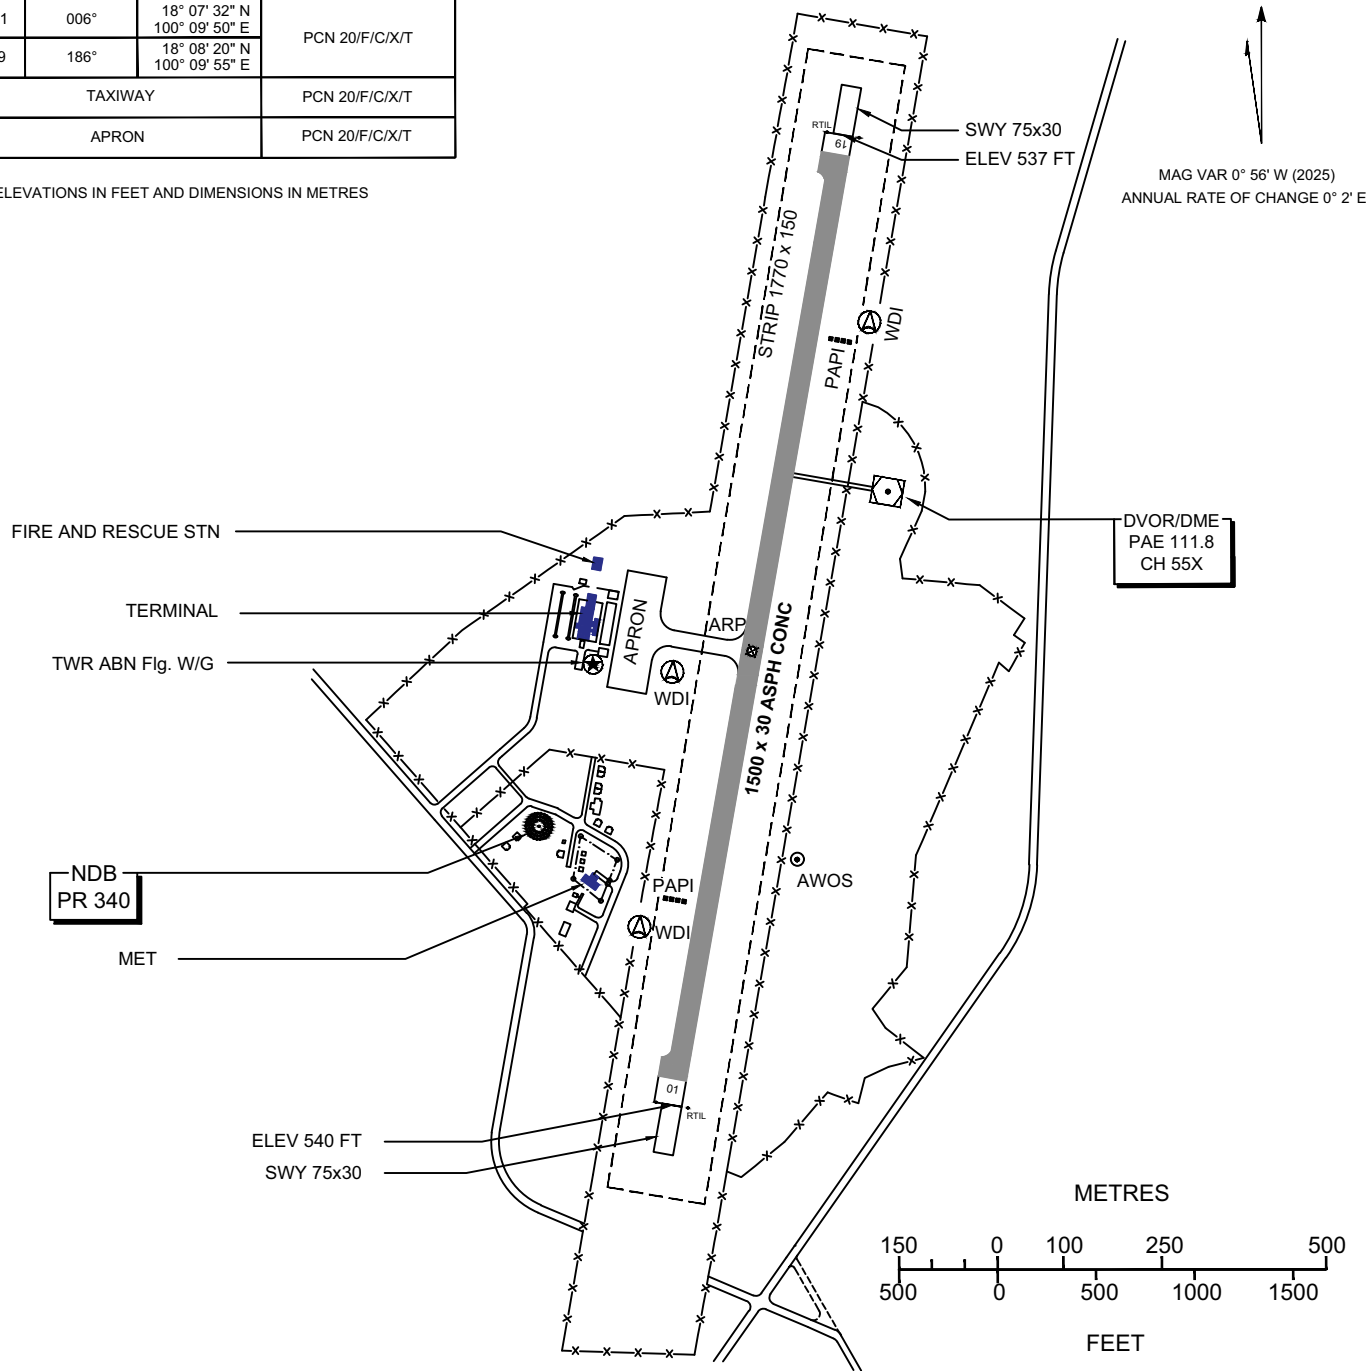 1 006° 18° 07' 32" N
100° 09' 50" E
PCN 20/F/C/X/T
9 186° 18° 08' 20" N
100° 09' 55" E
TAXIWAY PCN 20/F/C/X/T
APRON PCN 20/F/C/X/T
ELEVATIONS IN FEET AND DIMENSIONS IN METRES
MAG VAR 0° 56' W (2025)
ANNUAL RATE OF CHANGE 0° 2' E
RTIL
19
SWY 75x30
ELEV 537 FT
STRIP 1770 x 150
WDI
PAPI
DVOR/DME
PAE 111.8
CH 55X
FIRE AND RESCUE STN
TERMINAL
TWR ABN Flg. W/G
APRON
ARP
WDI
1500 x 30 ASPH CONC
NDB
PR 340
MET
PAPI
WDI
AWOS
01
RTIL
ELEV 540 FT
SWY 75x30
METRES
150 0 100 250 500
500 0 500 1000 1500
FEET